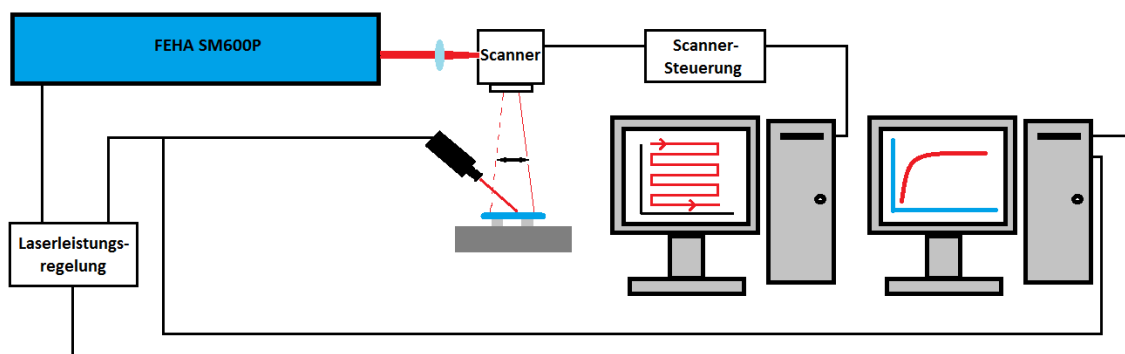 FEHA SM600P
Scanner
Scanner-
Steuerung
Laserleistungs-
regelung